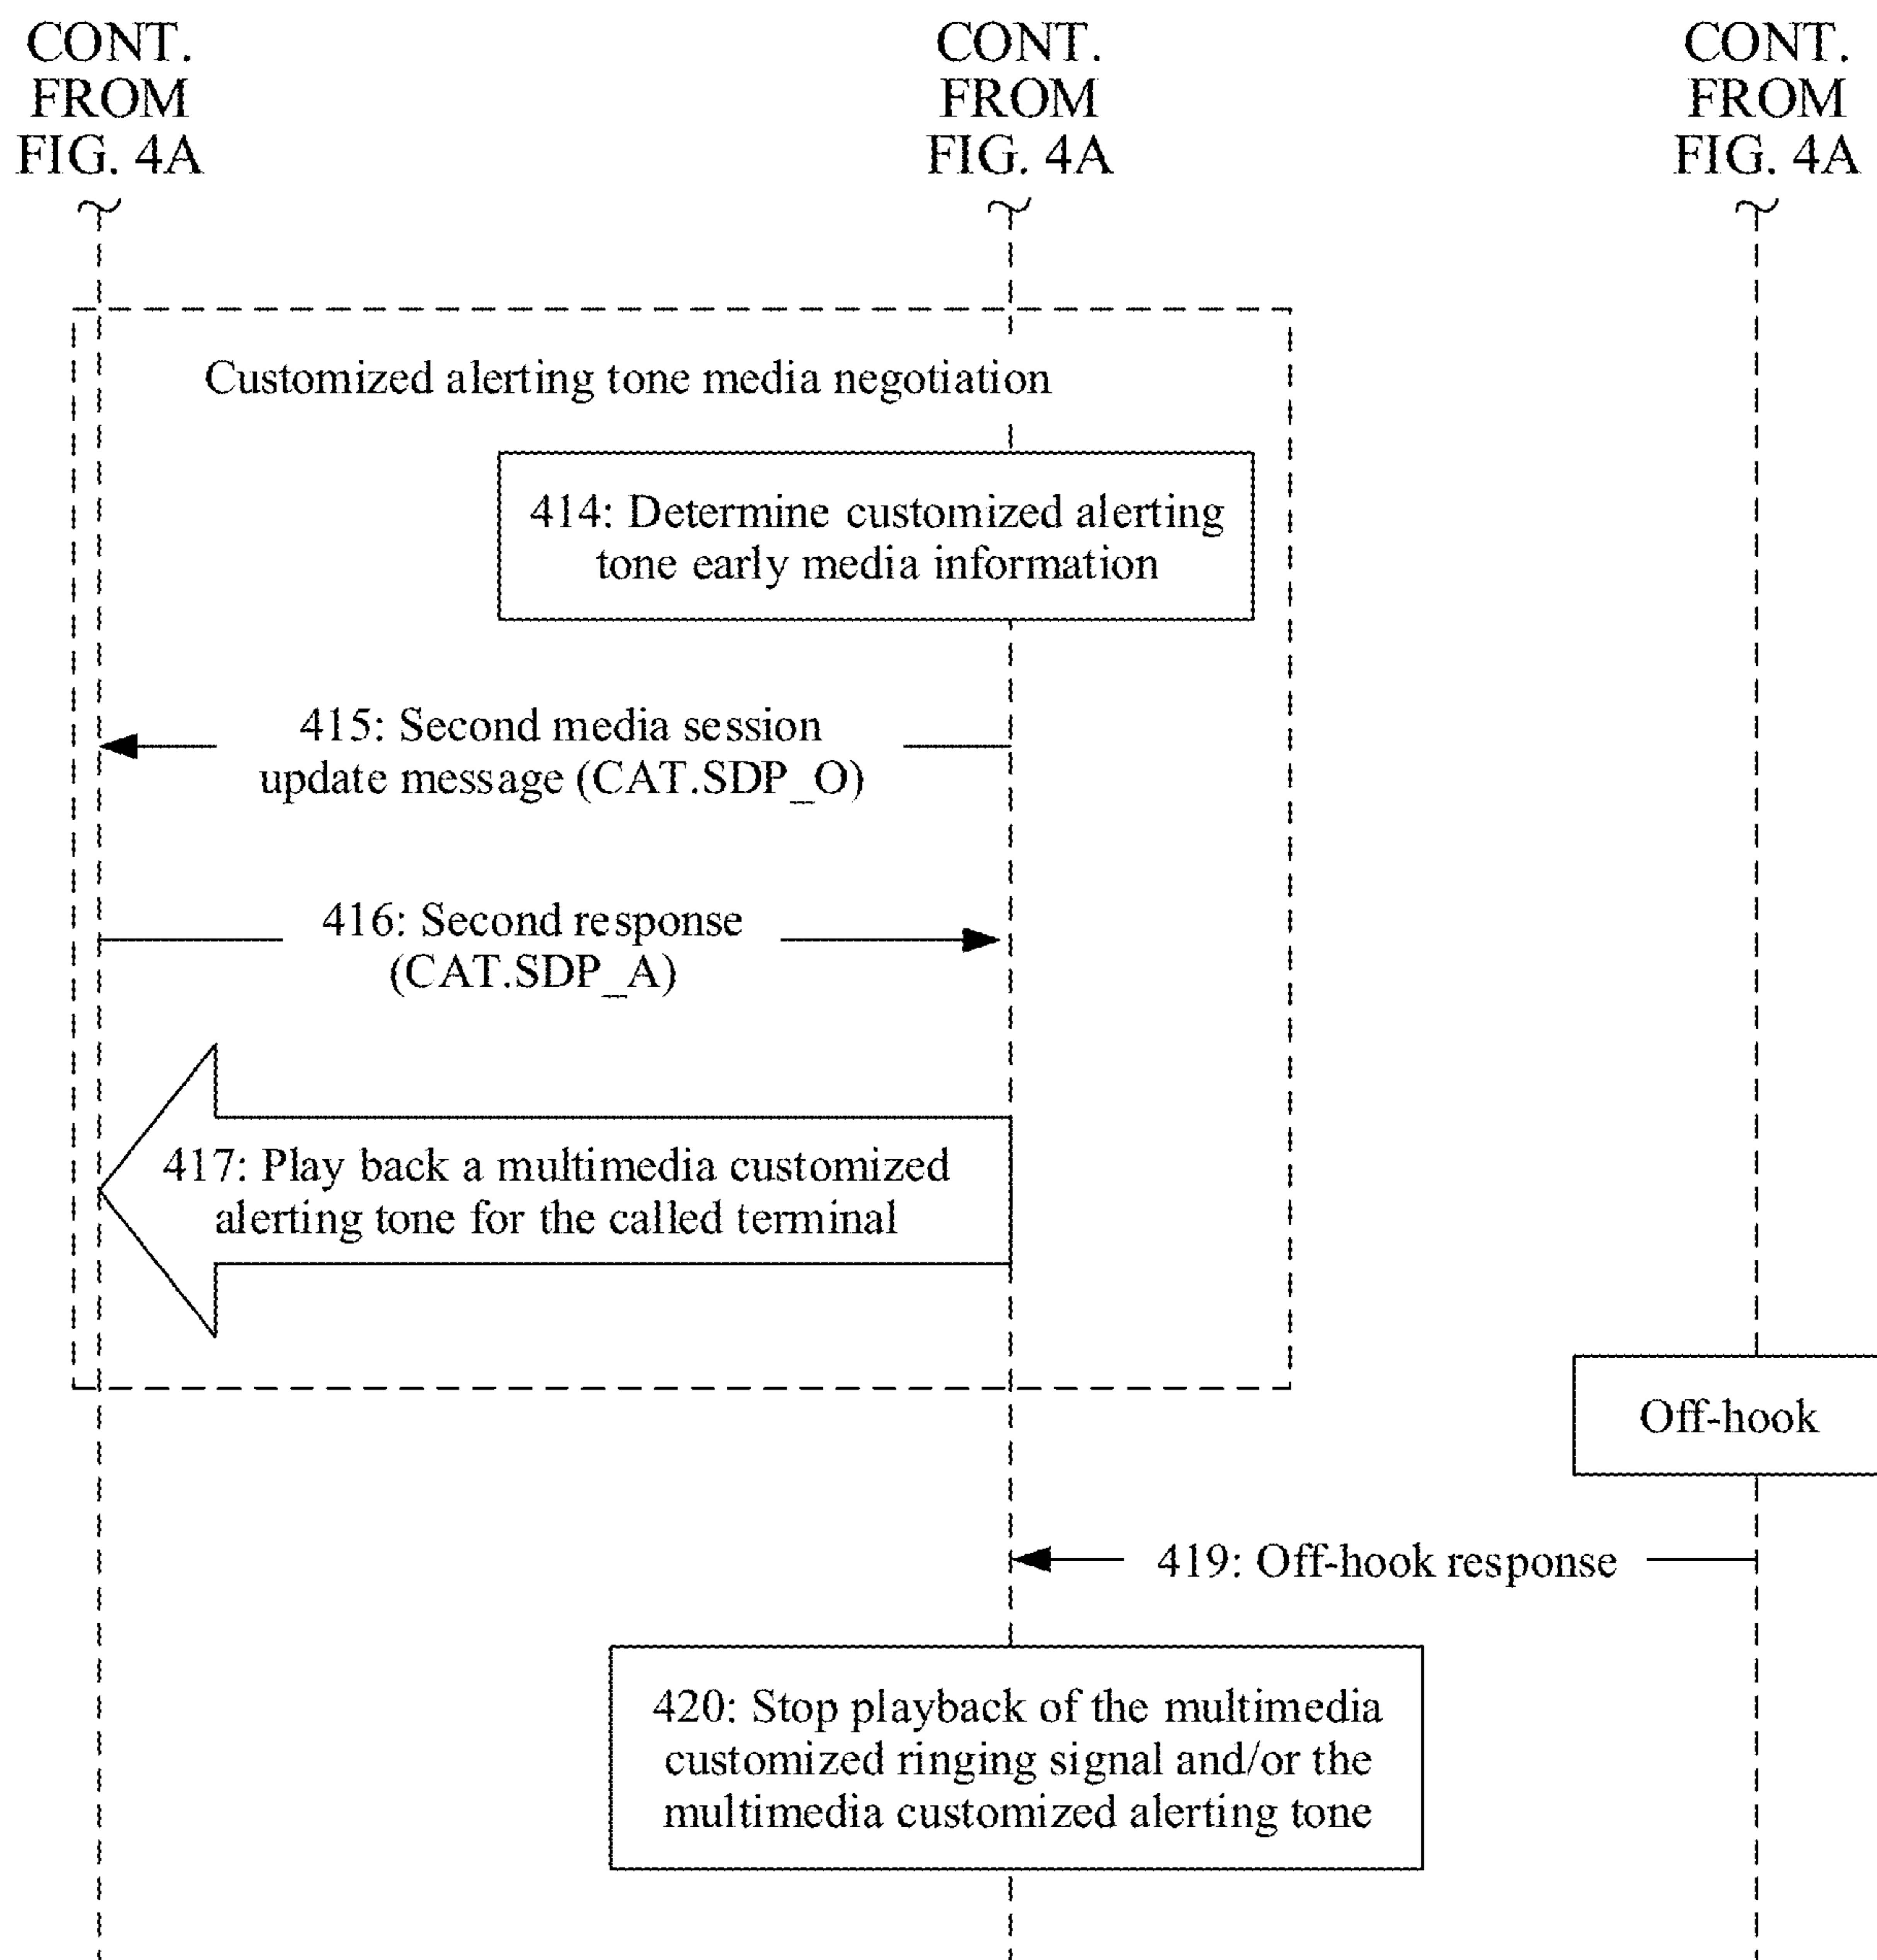 CONT.
FROM
FIG. 4A
CONT.
FROM
FIG. 4A
CONT.
FROM
FIG. 4A
Customized alerting tone media negotiation
414: Determine customized alerting
tone early media information
415: Second media session
update message (CAT.SDP_O)
416: Second response
(CAT.SDP_A)
417: Play back a multimedia customized
alerting tone for the called terminal
Off-hook
419: Off-hook response
420: Stop playback of the multimedia
customized ringing signal and/or the
multimedia customized alerting tone